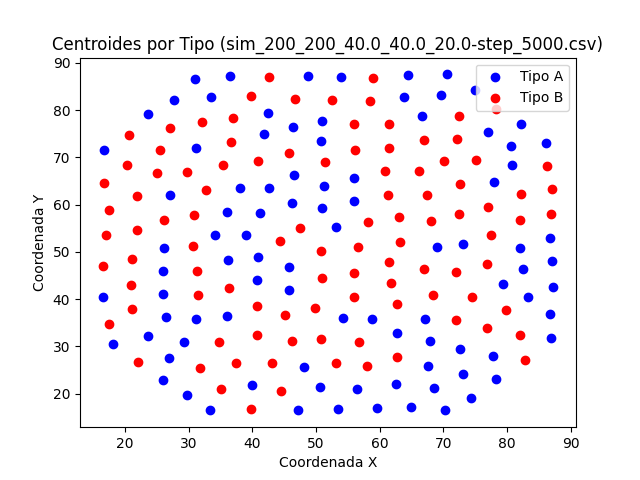 Centroides por Tipo (sim_200_200_40.0_40.0_20.0-step_5000.csv)
Tipo A
Tipo B
90
80
70
60
50
40
30
20
Coordenada Y
20 30 40 50 60 70 80 90
Coordenada X